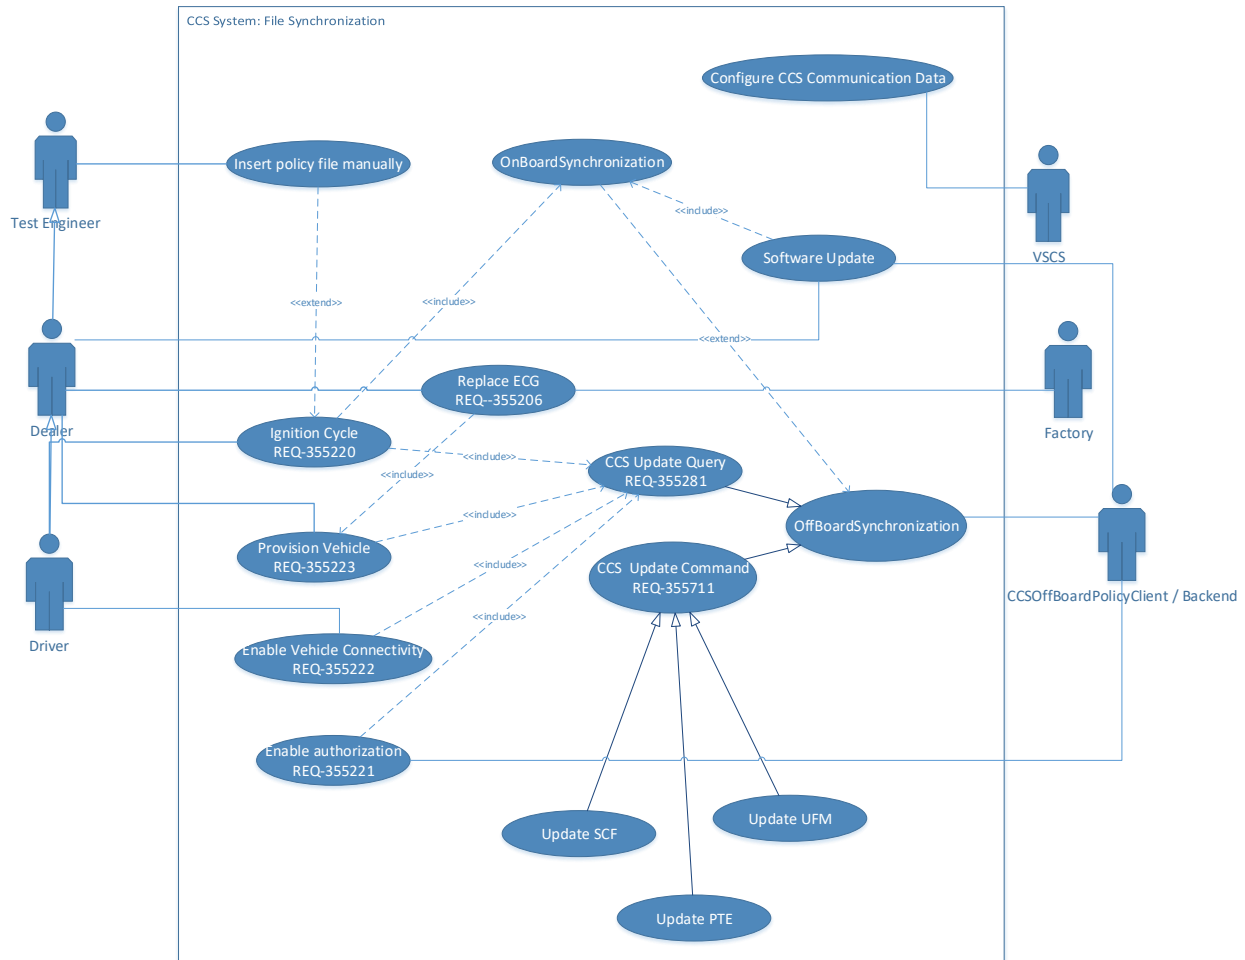 CCS System: File Synchronization
Configure CCS Communication Data
Insert policy file manually
OnBoardSynchronization
Test Engineer
<<include>>
Software Update
VSCS
<<extend>>
<<include>>
<<extend>>
Replace ECG
REQ--355206
Dealer
Ignition Cycle
REQ-355220
Factory
<<include>>
<<include>>
CCS Update Query
REQ-355281
<<include>>
OffBoardSynchronization
Provision Vehicle
REQ-355223
<<include>>
CCS  Update Command
REQ-355711
CCSOffBoardPolicyClient / Backend
<<include>>
Driver
Enable Vehicle Connectivity
REQ-355222
Enable authorization
REQ-355221
Update SCF
Update UFM
Update PTE